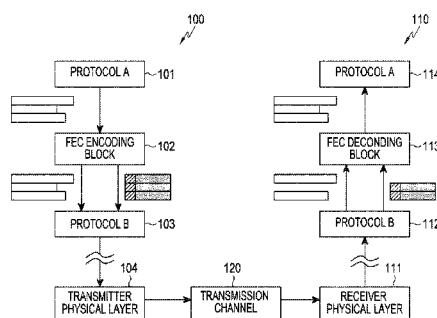 100
110
PROTOCOL A
101
PROTOCOL A
114
FEC ENCODING
BLOCK
102
FEC DECONDING
BLOCK
113
PROTOCOL B
103
PROTOCOL B
112
104
120
111
TRANSMITTER
PHYSICAL LAYER
TRANSMISSION
CHANNEL
RECEIVER
PHYSICAL LAYER